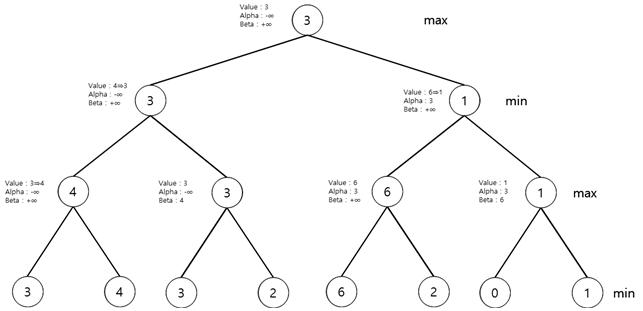 Value : 3
Alpha : -∞
Beta : +∞
3
max
Value : 4⇒3
Alpha : -∞
Beta : +∞
3
Value : 6⇒1
Alpha : 3
Beta : +∞
1
min
Value : 3⇒4
Alpha : -∞
Beta : +∞
4
Value : 3
Alpha : -∞
Beta : 4
3
Value : 6
Alpha : 3
Beta : +∞
6
Value : 1
Alpha : 3
Beta : 6
1
max
3
4
3
2
6
2
0
1
min